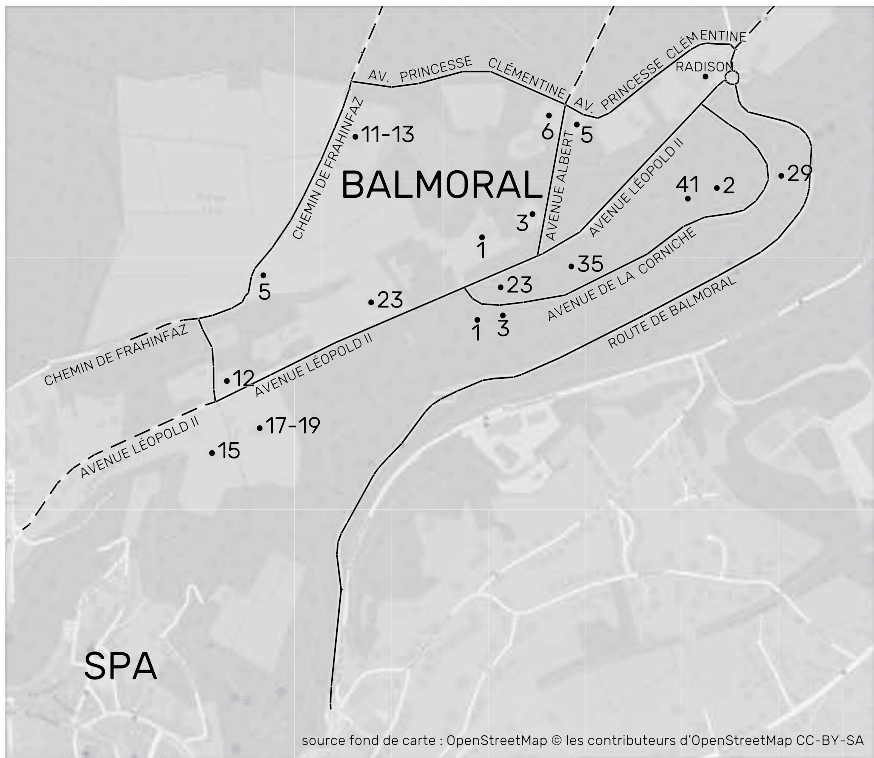 AV. PRINCESSE CLÉMENTINE
AV. PRINCESSE CLÉMENTINE
RADISON
CHEMIN DE FRAHINFAZ
11-13
6
5
AVENUE ALBERT
BALMORAL
AVENUE LÉOPOLD II
41
2
29
3
1
35
5
23
23
AVENUE DE LA CORNICHE
1
3
ROUTE DE BALMORAL
CHEMIN DE FRAHINFAZ
12
AVENUE LÉOPOLD II
AVENUE LÉOPOLD II
17-19
15
SPA
source fond de carte : OpenStreetMap © les contributeurs d'OpenStreetMap CC-BY-SA